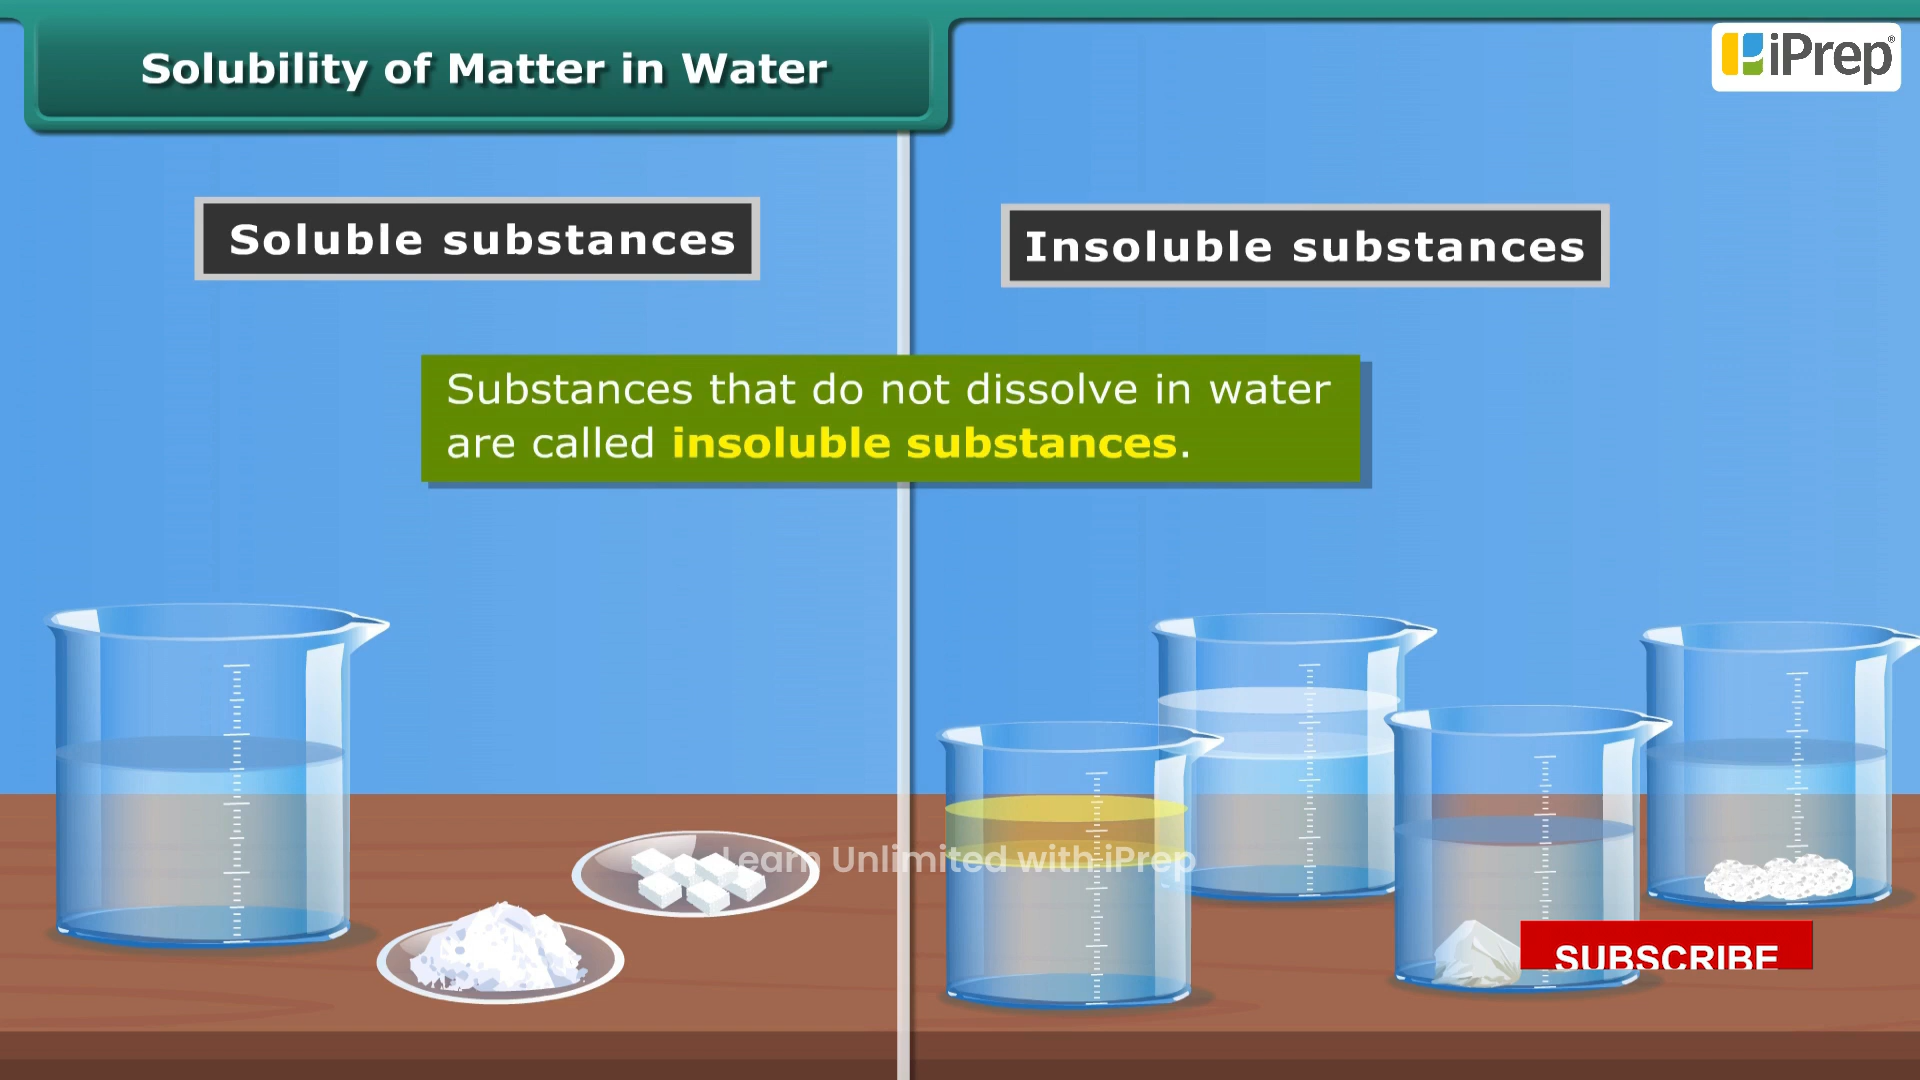 Solubility of Matter in Water
iPrep®
Soluble substances
Insoluble substances
Substances that do not dissolve in water
are called insoluble substances.
Learn Unlimited with iPrep
SUBSCRIBE